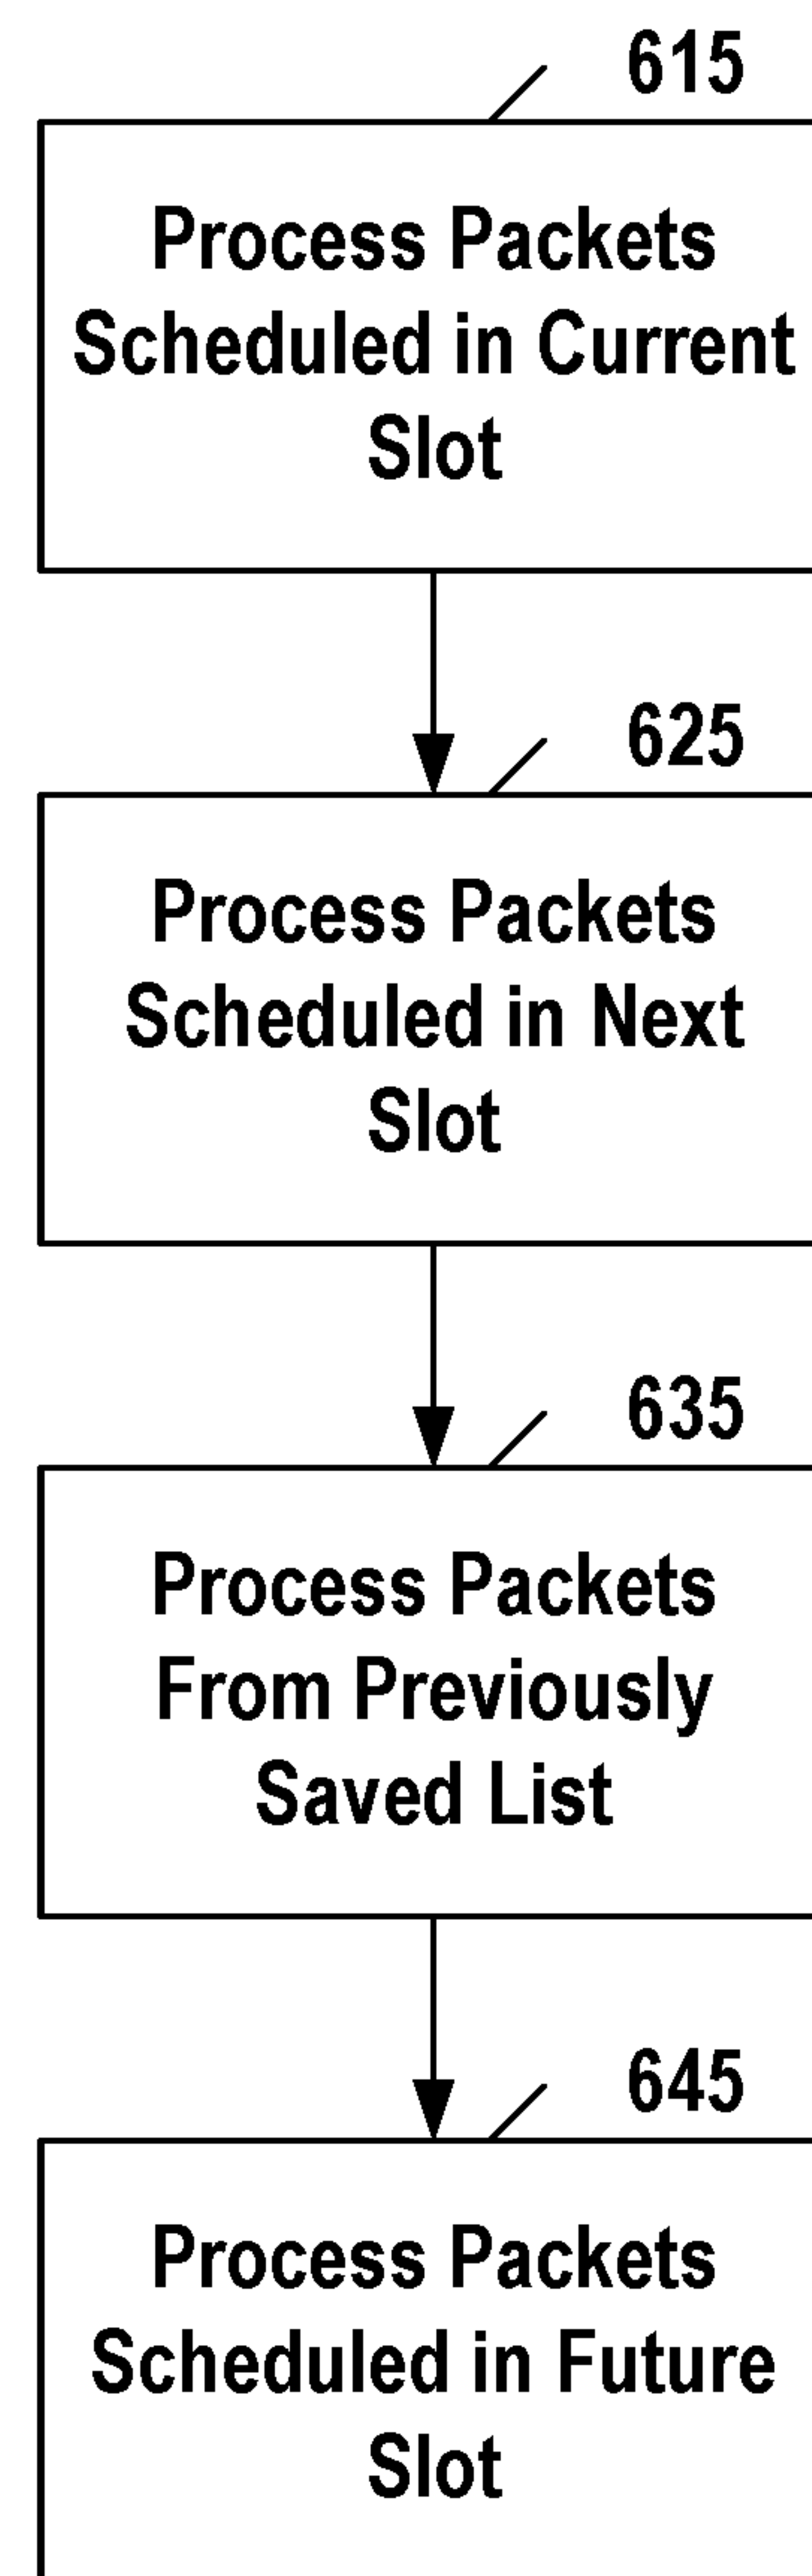 615
Process Packets
Scheduled in Current
Slot
625
Process Packets
Scheduled in Next
Slot
635
Process Packets
From Previously
Saved List
645
Process Packets
Scheduled in Future
Slot